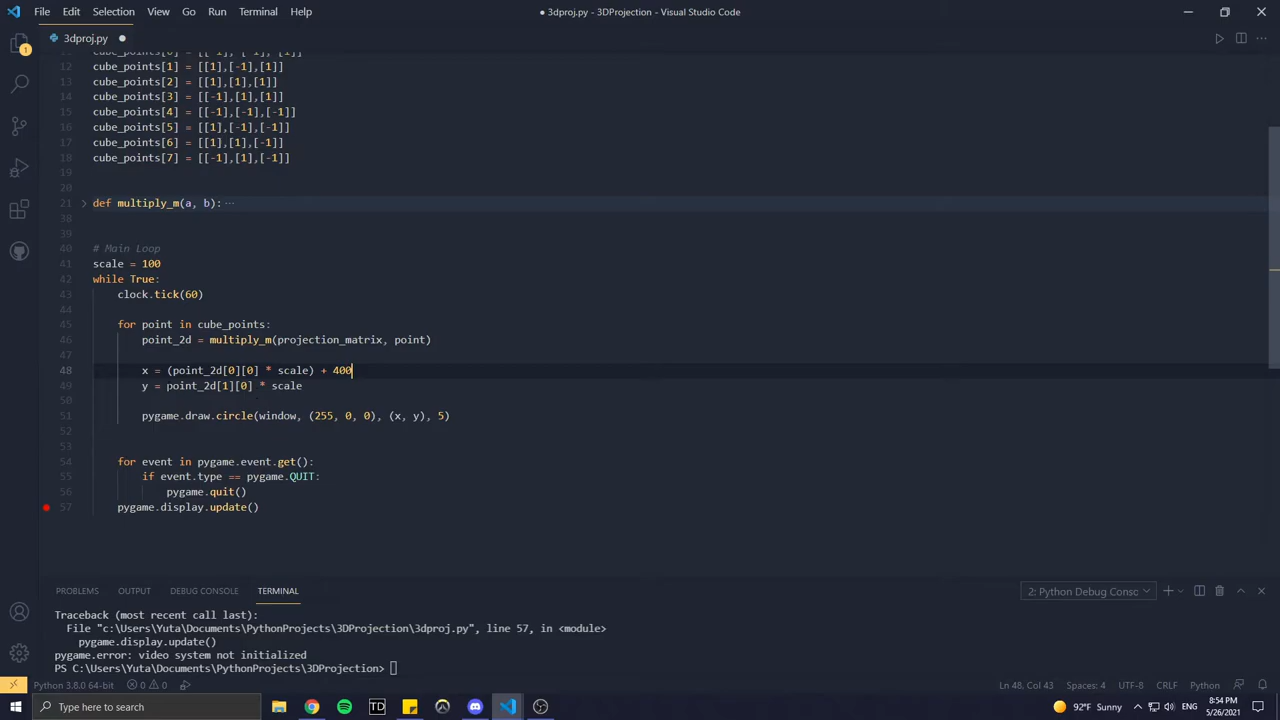 File Edit Selection View Go Run Terminal Help
● 3dproj.py - 3DProjection - Visual Studio Code
3dproj.py
12 cube_points[1] = [[1],[-1],[1]]
13 cube_points[2] = [[1],[1],[1]]
14 cube_points[3] = [[-1],[1],[1]]
15 cube_points[4] = [[-1],[-1],[-1]]
16 cube_points[5] = [[1],[-1],[-1]]
17 cube_points[6] = [[1],[1],[-1]]
18 cube_points[7] = [[-1],[1],[-1]]
19
20
21 def multiply_m(a, b): ···
38
39
40 # Main Loop
41 scale = 100
42 while True:
43 clock.tick(60)
44
45 for point in cube_points:
46 point_2d = multiply_m(projection_matrix, point)
47
48 x = (point_2d[0][0] * scale) + 400
49 y = point_2d[1][0] * scale
50
51 pygame.draw.circle(window, (255, 0, 0), (x, y), 5)
52
53
54 for event in pygame.event.get():
55 if event.type == pygame.QUIT:
56 pygame.quit()
57 pygame.display.update()
PROBLEMS OUTPUT DEBUG CONSOLE TERMINAL
2: Python Debug Consc
Traceback (most recent call last):
File "c:\Users\Yuta\Documents\PythonProjects\3DProjection\3dproj.py", line 57, in <module>
pygame.display.update()
pygame.error: video system not initialized
PS C:\Users\Yuta\Documents\PythonProjects\3DProjection>
Python 3.8.0 64-bit 0 0
Ln 48, Col 43 Spaces: 4 UTF-8 CRLF Python
Type here to search
TD
92°F Sunny
8:54 PM
5/26/2021